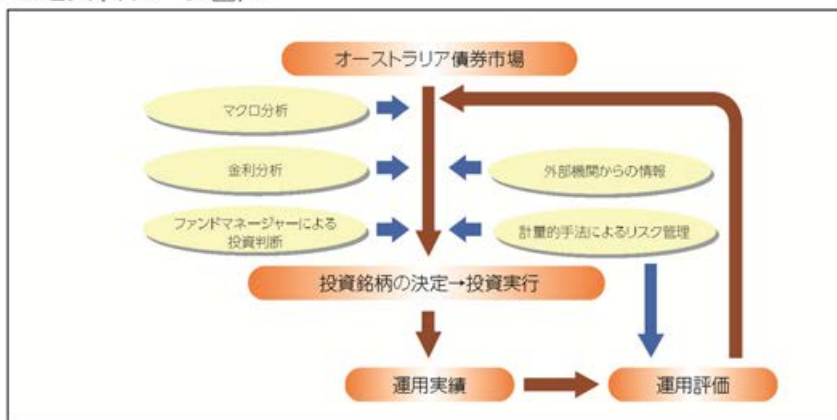 オーストラリア債券市場
マクロ分析
金利分析
外部機関からの情報
ファンドマネージャーによる
投資判断
計量的手法によるリスク管理
投資銘柄の決定→投資実行
運用実績
運用評価